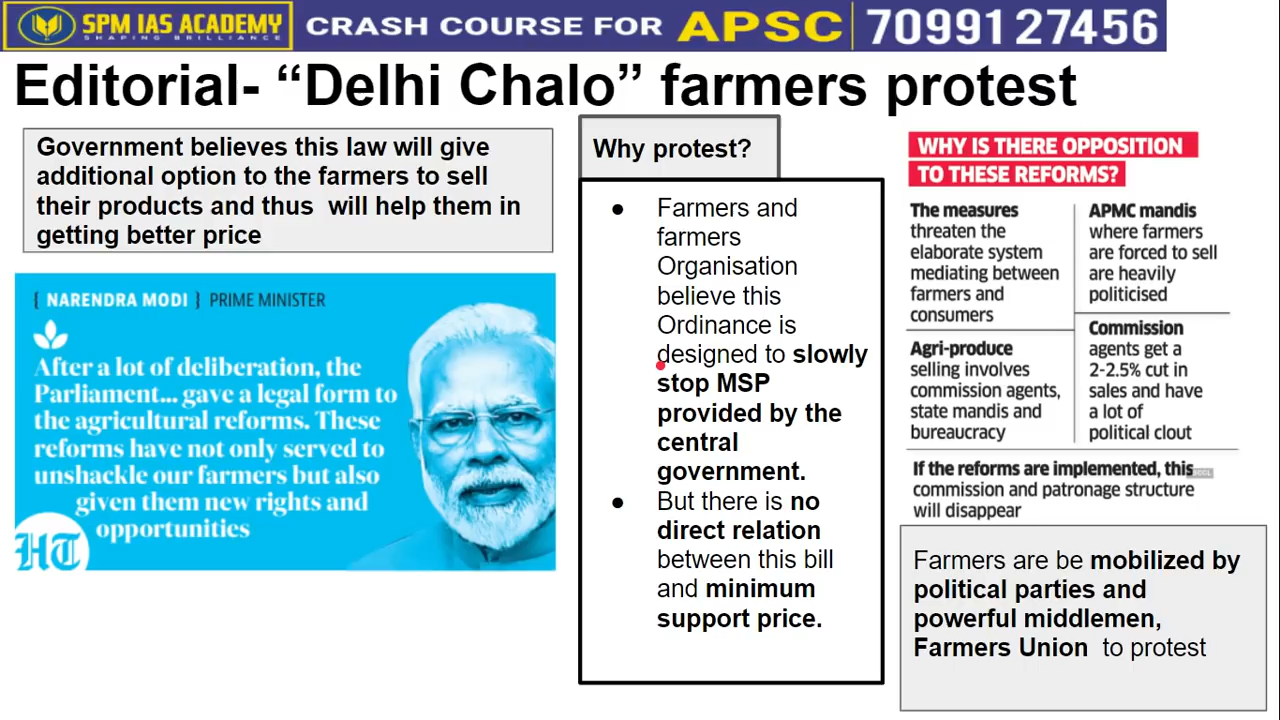 SPM IAS ACADEMY
SHAPING BRILLIANCE
CRASH COURSE FOR APSC 70991 27456
Editorial- “Delhi Chalo” farmers protest
Government believes this law will give
additional option to the farmers to sell
their products and thus will help them in
getting better price
{ NARENDRA MODI } PRIME MINISTER
After a lot of deliberation, the
Parliament... gave a legal form to
the agricultural reforms. These
reforms have not only served to
unshackle our farmers but also
given them new rights and
opportunities
HT
Why protest?
● Farmers and
farmers
Organisation
believe this
Ordinance is
designed to slowly
stop MSP
provided by the
central
government.
● But there is no
direct relation
between this bill
and minimum
support price.
WHY IS THERE OPPOSITION
TO THESE REFORMS?
The measures
threaten the
elaborate system
mediating between
farmers and
consumers
Agri-produce
selling involves
commission agents,
state mandis and
bureaucracy
APMC mandis
where farmers
are forced to sell
are heavily
politicised
Commission
agents get a
2-2.5% cut in
sales and have
a lot of
political clout
If the reforms are implemented, this
commission and patronage structure
will disappear
Farmers are be mobilized by
political parties and
powerful middlemen,
Farmers Union to protest